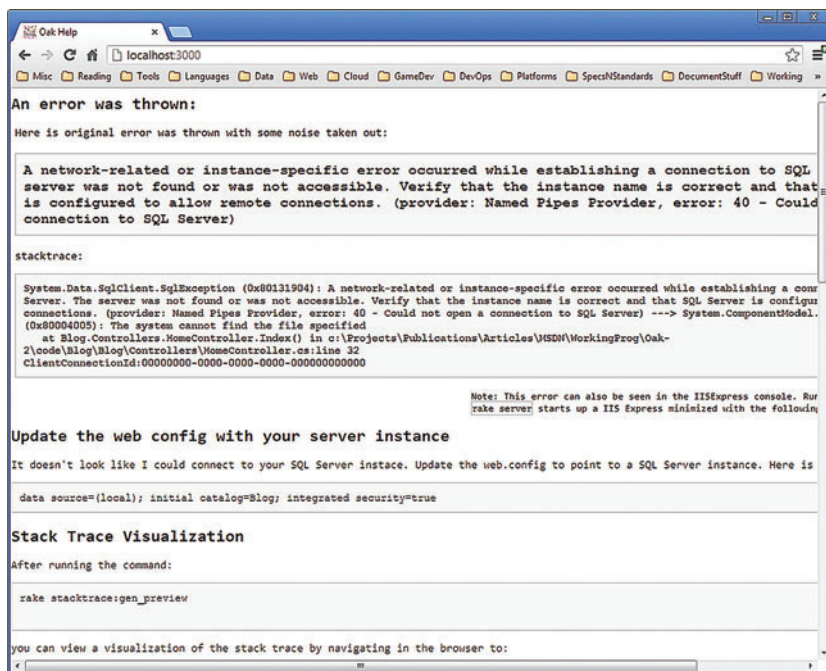 Oak Help
localhost:3000
Misc Reading Tools Languages Data Web Cloud GameDev DevOps Platforms SpecsNStandards DocumentStuff Working »
An error was thrown:
Here is original error was thrown with some noise taken out:
A network-related or instance-specific error occurred while establishing a connection to SQL
server was not found or was not accessible. Verify that the instance name is correct and that
is configured to allow remote connections. (provider: Named Pipes Provider, error: 40 - Could
connection to SQL Server)
stacktrace:
System.Data.SqlClient.SqlException (0x80131904): A network-related or instance-specific error occurred while establishing a
Server. The server was not found or was not accessible. Verify that the instance name is correct and that SQL Server is
connections. (provider: Named Pipes Provider, error: 40 - Could not open a connection to SQL Server) ---> System.ComponentModel.
(0x80004005): The system cannot find the file specified
at Blog.Controllers.HomeController.Index() in c:\Projects\Publications\Articles\MSDN\WorkingProg\Oak-
2\code\Blog\Blog\Controllers\HomeController.cs:line 32
ClientConnectionId:00000000-0000-0000-0000-000000000000
Note: This error can also be seen in the IISExpress console.
rake server starts up a IIS Express minimized with the following
Update the web config with your server instance
It doesn't look like I could connect to your SQL Server instace. Update the web.config to point to a SQL Server instance. Here is
data source=(local); initial catalog=Blog; integrated security=true
Stack Trace Visualization
After running the command:
rake stacktrace:gen_preview
you can view a visualization of the stack trace by navigating in the browser to: